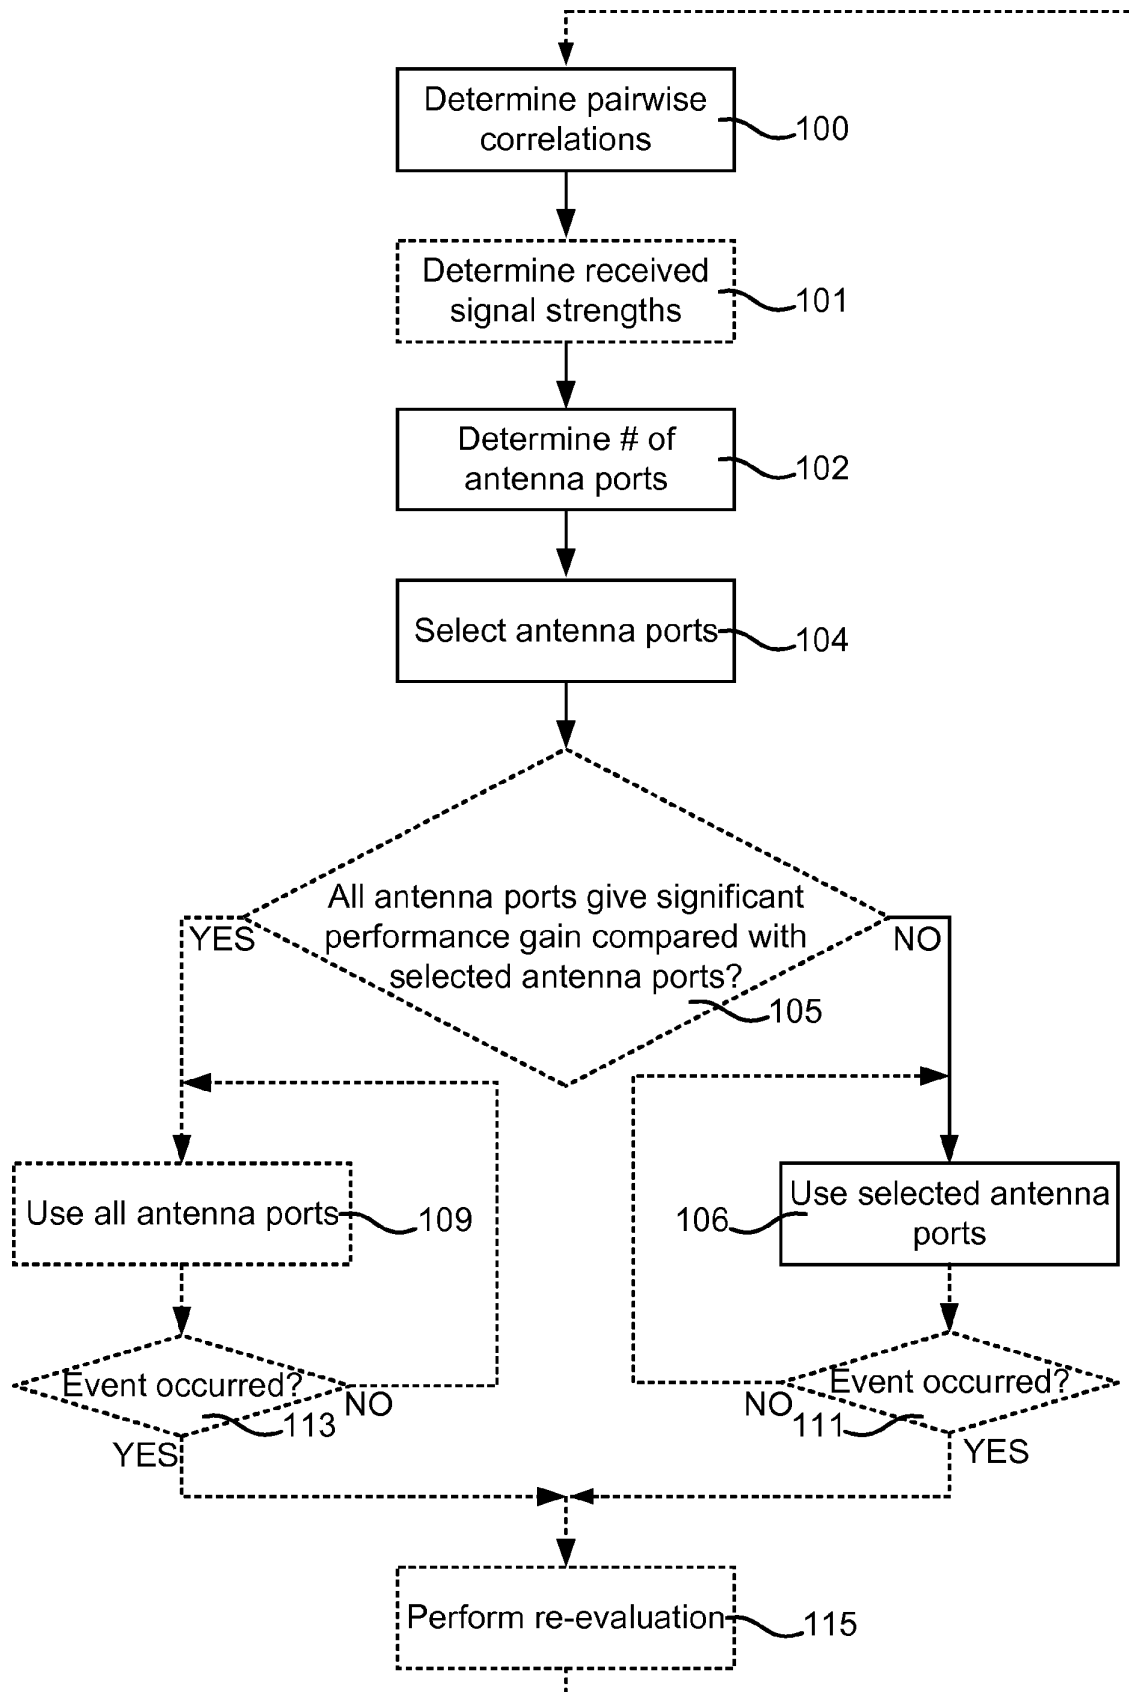 Determine pairwise
correlations
100
Determine received
signal strengths
101
Determine # of
antenna ports
102
Select antenna ports
104
All antenna ports give significant
performance gain compared with
selected antenna ports?
105
YES
NO
Use all antenna ports
109
Use selected antenna
ports
106
Event occurred?
113
NO
YES
Event occurred?
111
NO
YES
Perform re-evaluation
115